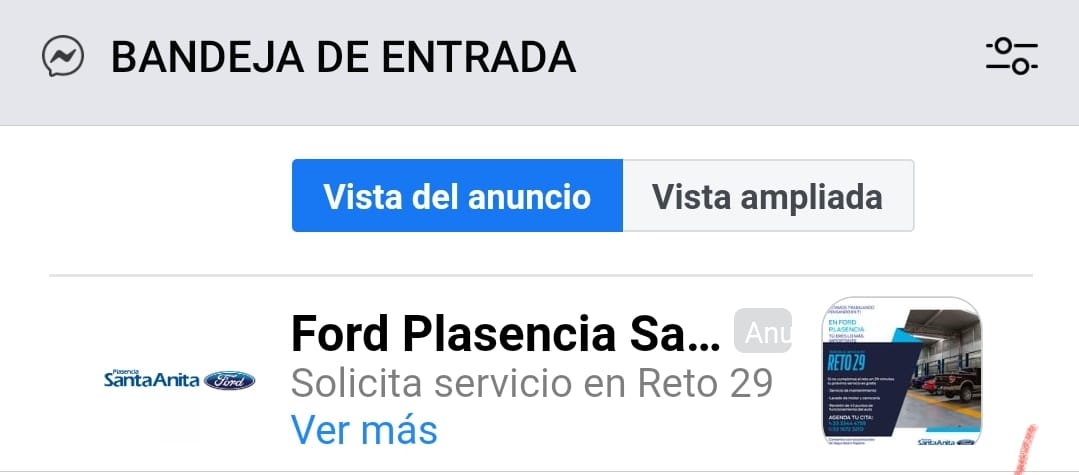 BANDEJA DE ENTRADA
Vista del anuncio
Vista ampliada
Ford Plasencia Sa... Anu
Plasencia
SantaAnita Ford
Solicita servicio en Reto 29
Ver más
EN FORD
PLASENCIA
RETO 29
AGENDA TU CITA:
SantaAnita